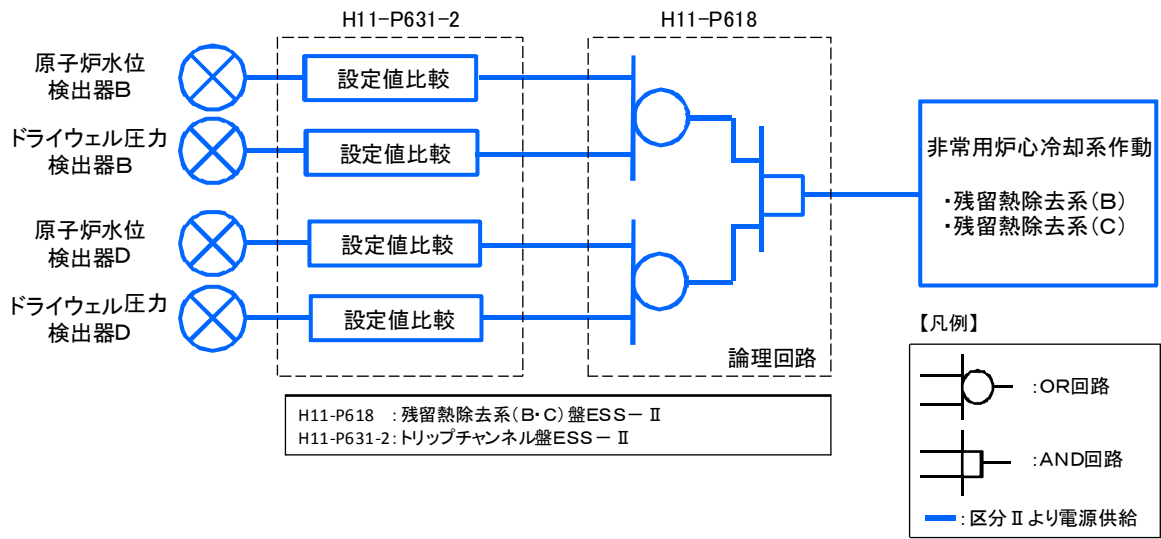 H11-P631-2
H11-P618
原子炉水位
検出器B
設定値比較
ドライウェル圧力
検出器B
設定値比較
原子炉水位
検出器D
設定値比較
ドライウェル圧力
検出器D
設定値比較
論理回路
非常用炉心冷却系作動
・残留熱除去系(B)
・残留熱除去系(C)
H11-P618 :残留熱除去系(B・C)盤ESS-Ⅱ
H11-P631-2:トリップチャンネル盤ESS-Ⅱ
【凡例】
:OR回路
:AND回路
:区分Ⅱより電源供給